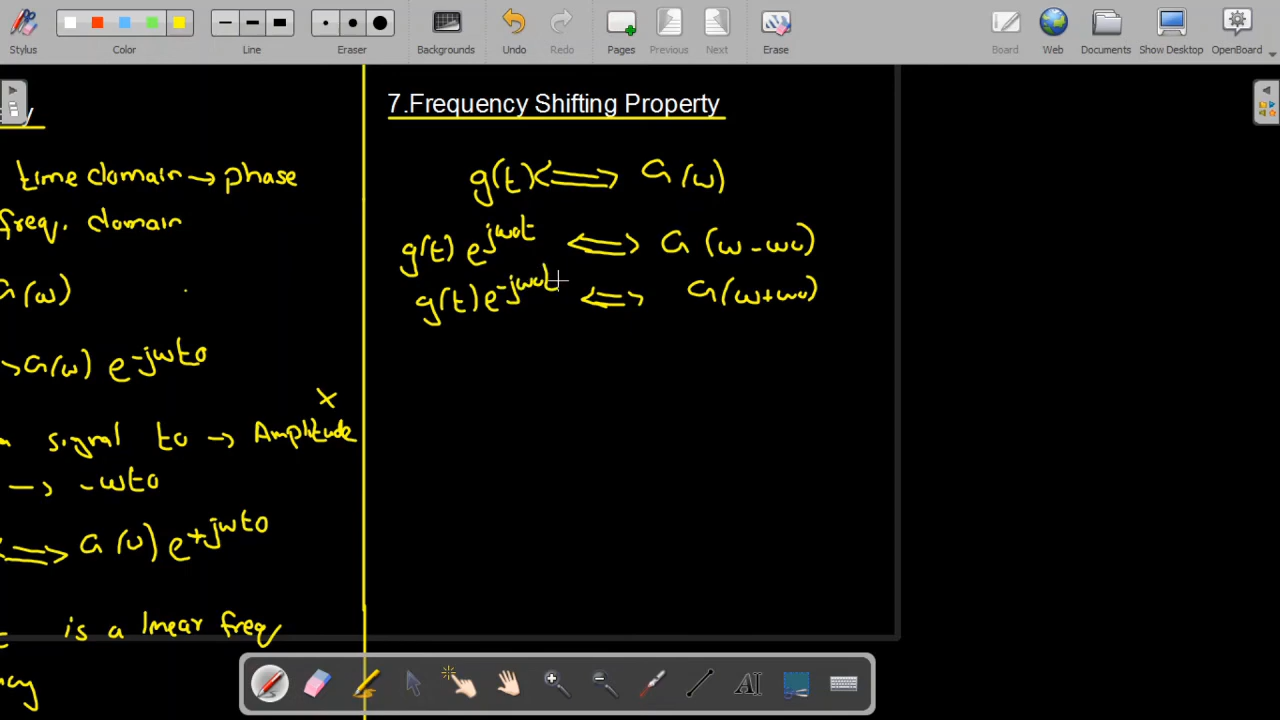 Stylus Color Line Eraser Backgrounds Undo Redo Pages Previous Next Erase Board Web Documents Show Desktop OpenBoard
time domain → phase
freq. domain
G(ω)
→ G(ω) e^-jωt0
x
signal to → Amplitude
→ -ωt0
⇔ G(ω) e^+jωt0
is a linear freq
7.Frequency Shifting Property
g(t) <⇒ G(ω)
g(t) e^jω0t ⇔ G(ω-ω0)
g(t) e^-jω0t ⇔ G(ω+ω0)